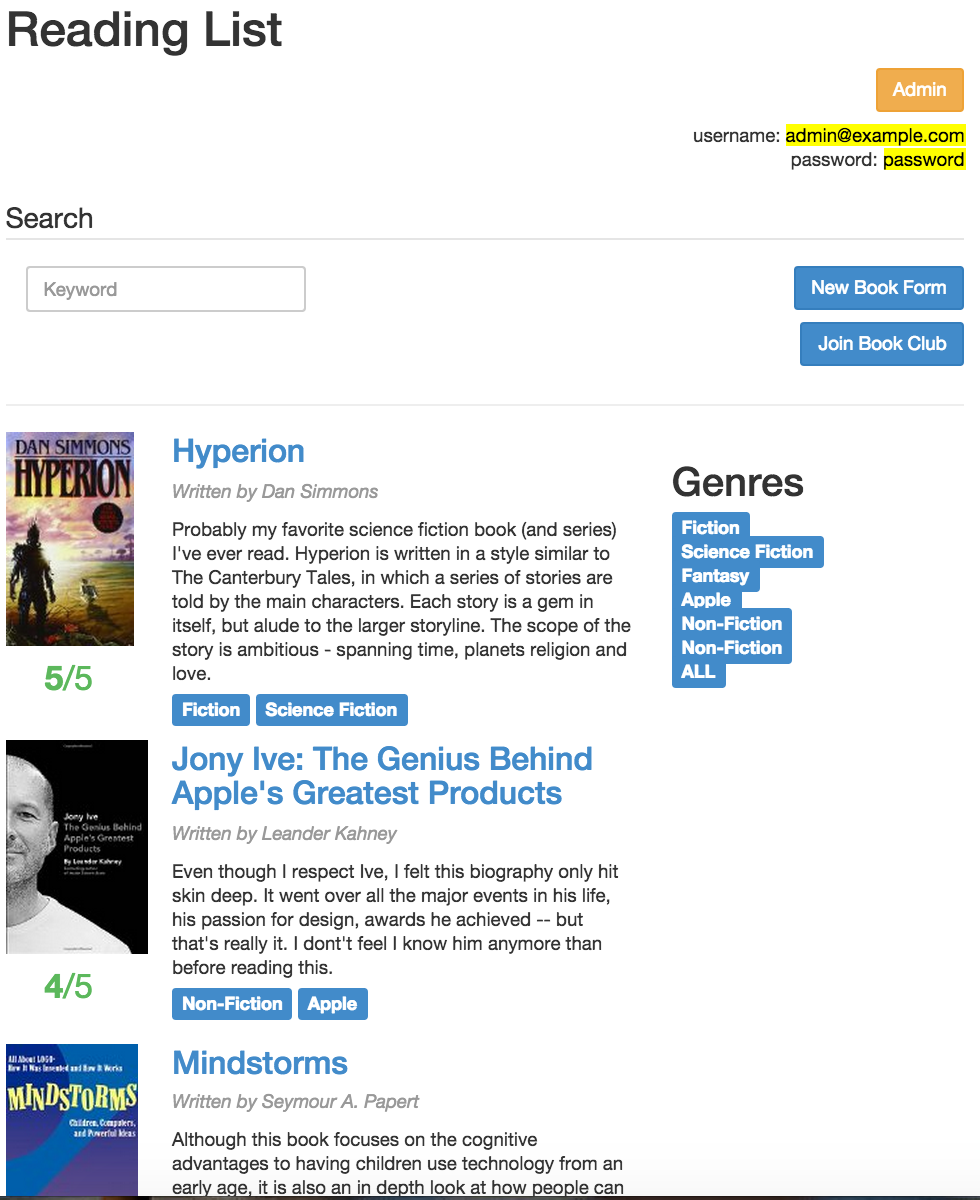 Reading List
Admin
username: admin@example.com
password: password
Search
Keyword
New Book Form
Join Book Club
DAN SIMMONS
HYPERION
5/5
Hyperion
Written by Dan Simmons
Probably my favorite science fiction book (and series)
I've ever read. Hyperion is written in a style similar to
The Canterbury Tales, in which a series of stories are
told by the main characters. Each story is a gem in
itself, but alude to the larger storyline. The scope of the
story is ambitious - spanning time, planets religion and
love.
Fiction Science Fiction
Genres
Fiction
Science Fiction
Fantasy
Apple
Non-Fiction
Non-Fiction
ALL
Jony Ive
The Genius Behind
Apple's Greatest
Products
By Leander Kahney
4/5
Jony Ive: The Genius Behind
Apple's Greatest Products
Written by Leander Kahney
Even though I respect Ive, I felt this biography only hit
skin deep. It went over all the major events in his life,
his passion for design, awards he achieved -- but
that's really it. I dont't feel I know him anymore than
before reading this.
Non-Fiction Apple
All About LOGO-
How It Was Invented and How It Works
MINDSTORMS
Children, Computers,
and Powerful Ideas
Mindstorms
Written by Seymour A. Papert
Although this book focuses on the cognitive
advantages to having children use technology from an
early age, it is also an in depth look at how people can